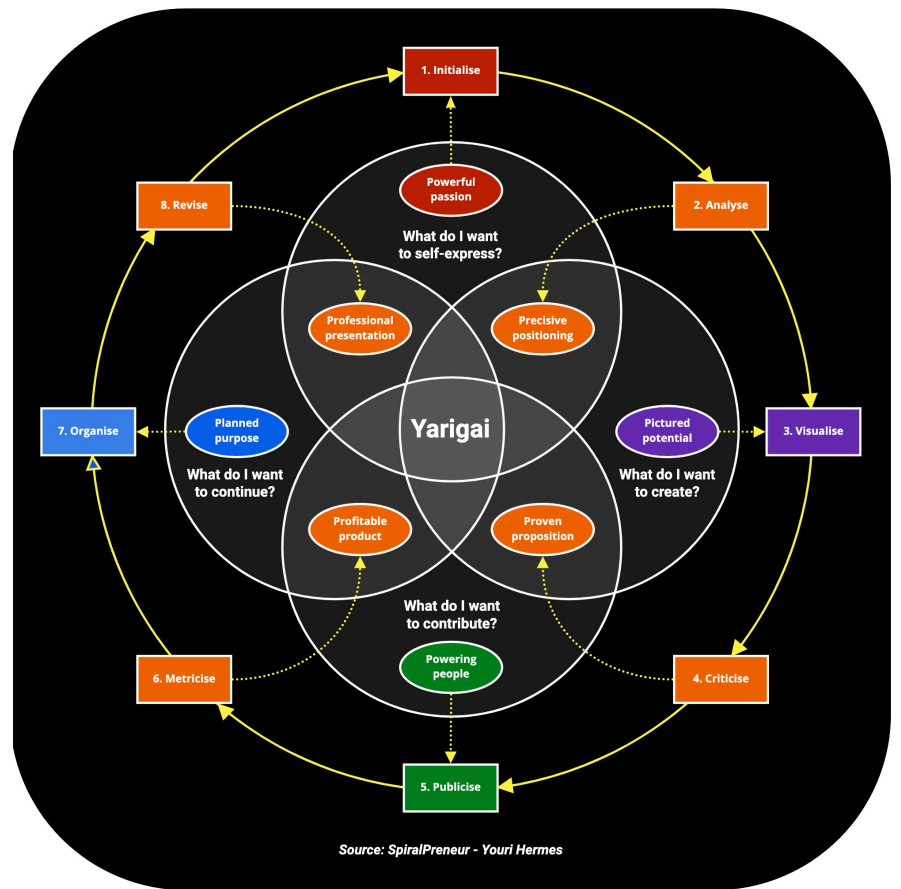 1. Initialise
Powerful
passion
8. Revise
2. Analyse
What do I want
to self-express?
Professional
presentation
Precisive
positioning
Planned
purpose
Yarigai
Pictured
potential
7. Organise
3. Visualise
What do I want
to continue?
What do I want
to create?
Profitable
product
Proven
proposition
What do I want
to contribute?
Powering
people
6. Metricise
4. Criticise
5. Publicise
Source: SpiralPreneur - Youri Hermes